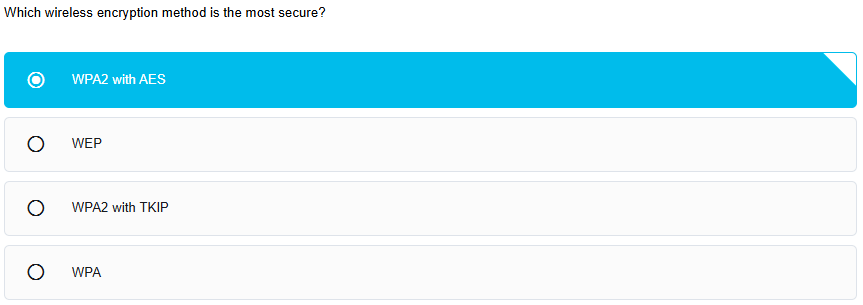 Which wireless encryption method is the most secure?
WPA2 with AES
WEP
WPA2 with TKIP
WPA